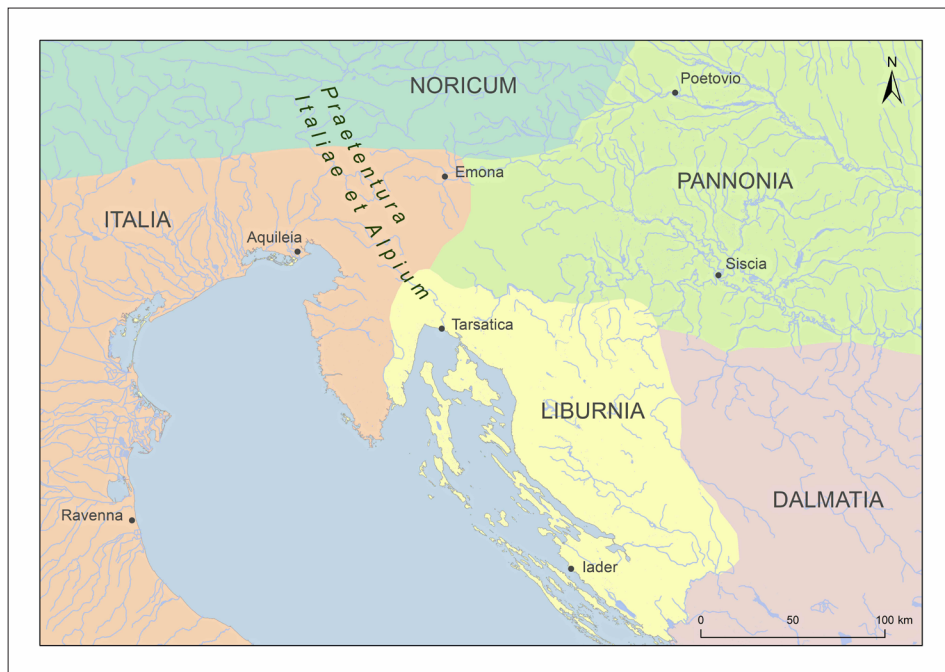 N
NORICUM
Poetovio
Praetentura
Italiae et Alpium
Emona
PANNONIA
ITALIA
Aquileia
Siscia
Tarsatica
LIBURNIA
DALMATIA
Ravenna
Iader
0 50 100 km